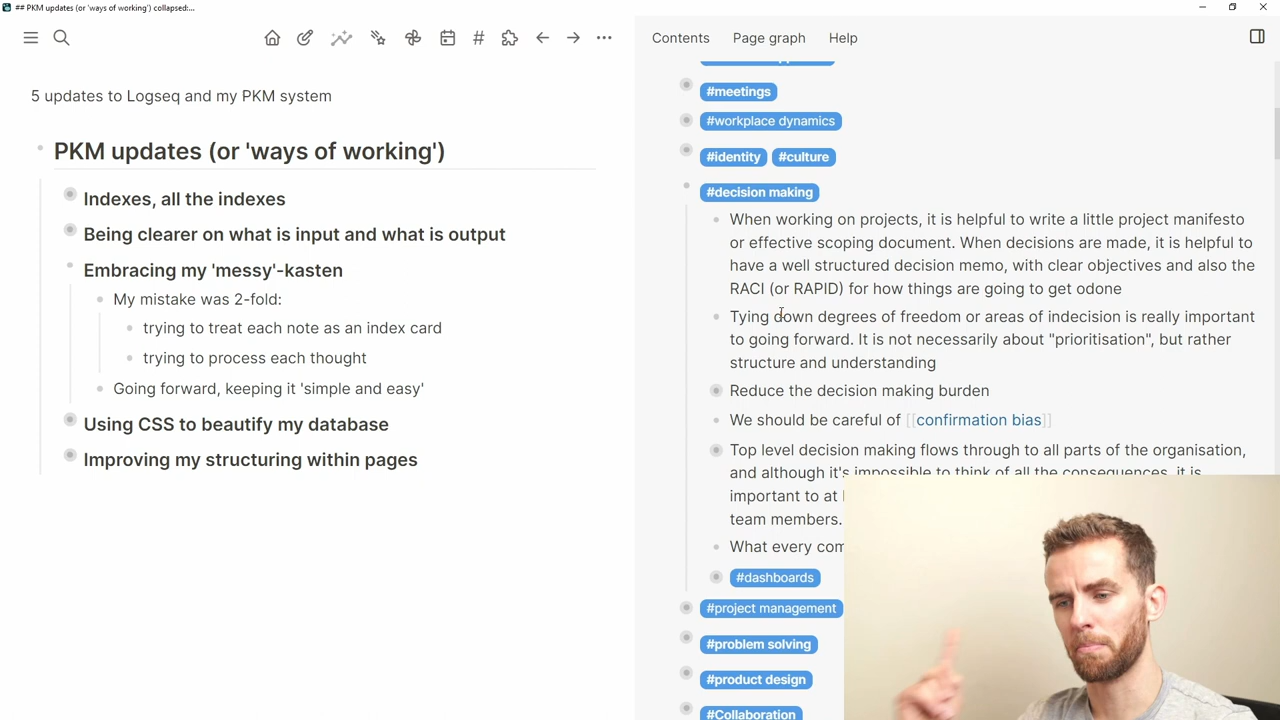 ## PKM updates (or 'ways of working') collapsed:...
Contents
Page graph
Help
5 updates to Logseq and my PKM system
PKM updates (or 'ways of working')
Indexes, all the indexes
Being clearer on what is input and what is output
Embracing my 'messy'-kasten
My mistake was 2-fold:
trying to treat each note as an index card
trying to process each thought
Going forward, keeping it 'simple and easy'
Using CSS to beautify my database
Improving my structuring within pages
#meetings
#workplace dynamics
#identity #culture
#decision making
When working on projects, it is helpful to write a little project manifesto
or effective scoping document. When decisions are made, it is helpful to
have a well structured decision memo, with clear objectives and also the
RACI (or RAPID) for how things are going to get odone
Tying down degrees of freedom or areas of indecision is really important
to going forward. It is not necessarily about "prioritisation", but rather
structure and understanding
Reduce the decision making burden
We should be careful of [[confirmation bias]]
Top level decision making flows through to all parts of the organisation,
and although it's impossible to think of all the consequences, it is
important to at
team members.
What every com
#dashboards
#project management
#problem solving
#product design
#Collaboration